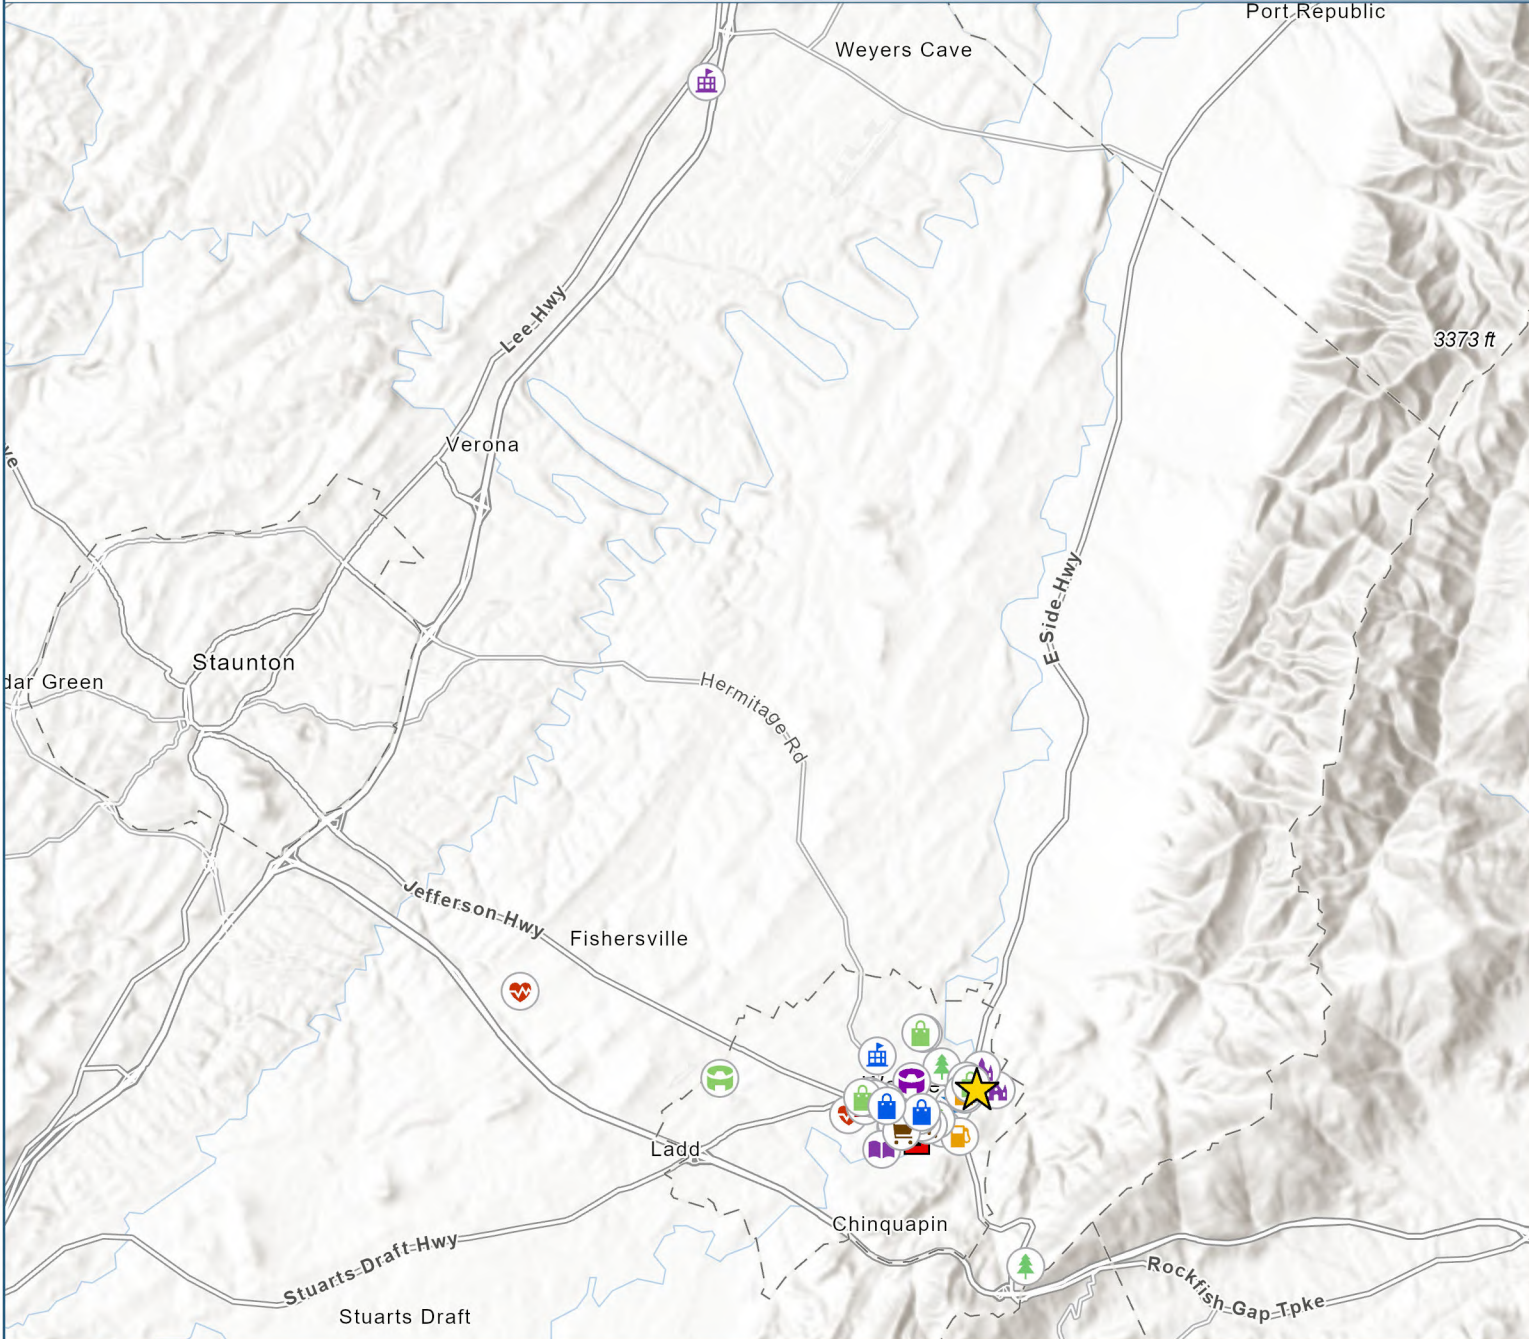 Port Republic
Weyers Cave
3373 ft
Lee Hwy
Verona
ve
E Side Hwy
Staunton
dar Green
Hermitage Rd
Jefferson Hwy
Fishersville
Ladd
Chinquapin
Stuarts Draft Hwy
Rockfish Gap Tpke
Stuarts Draft